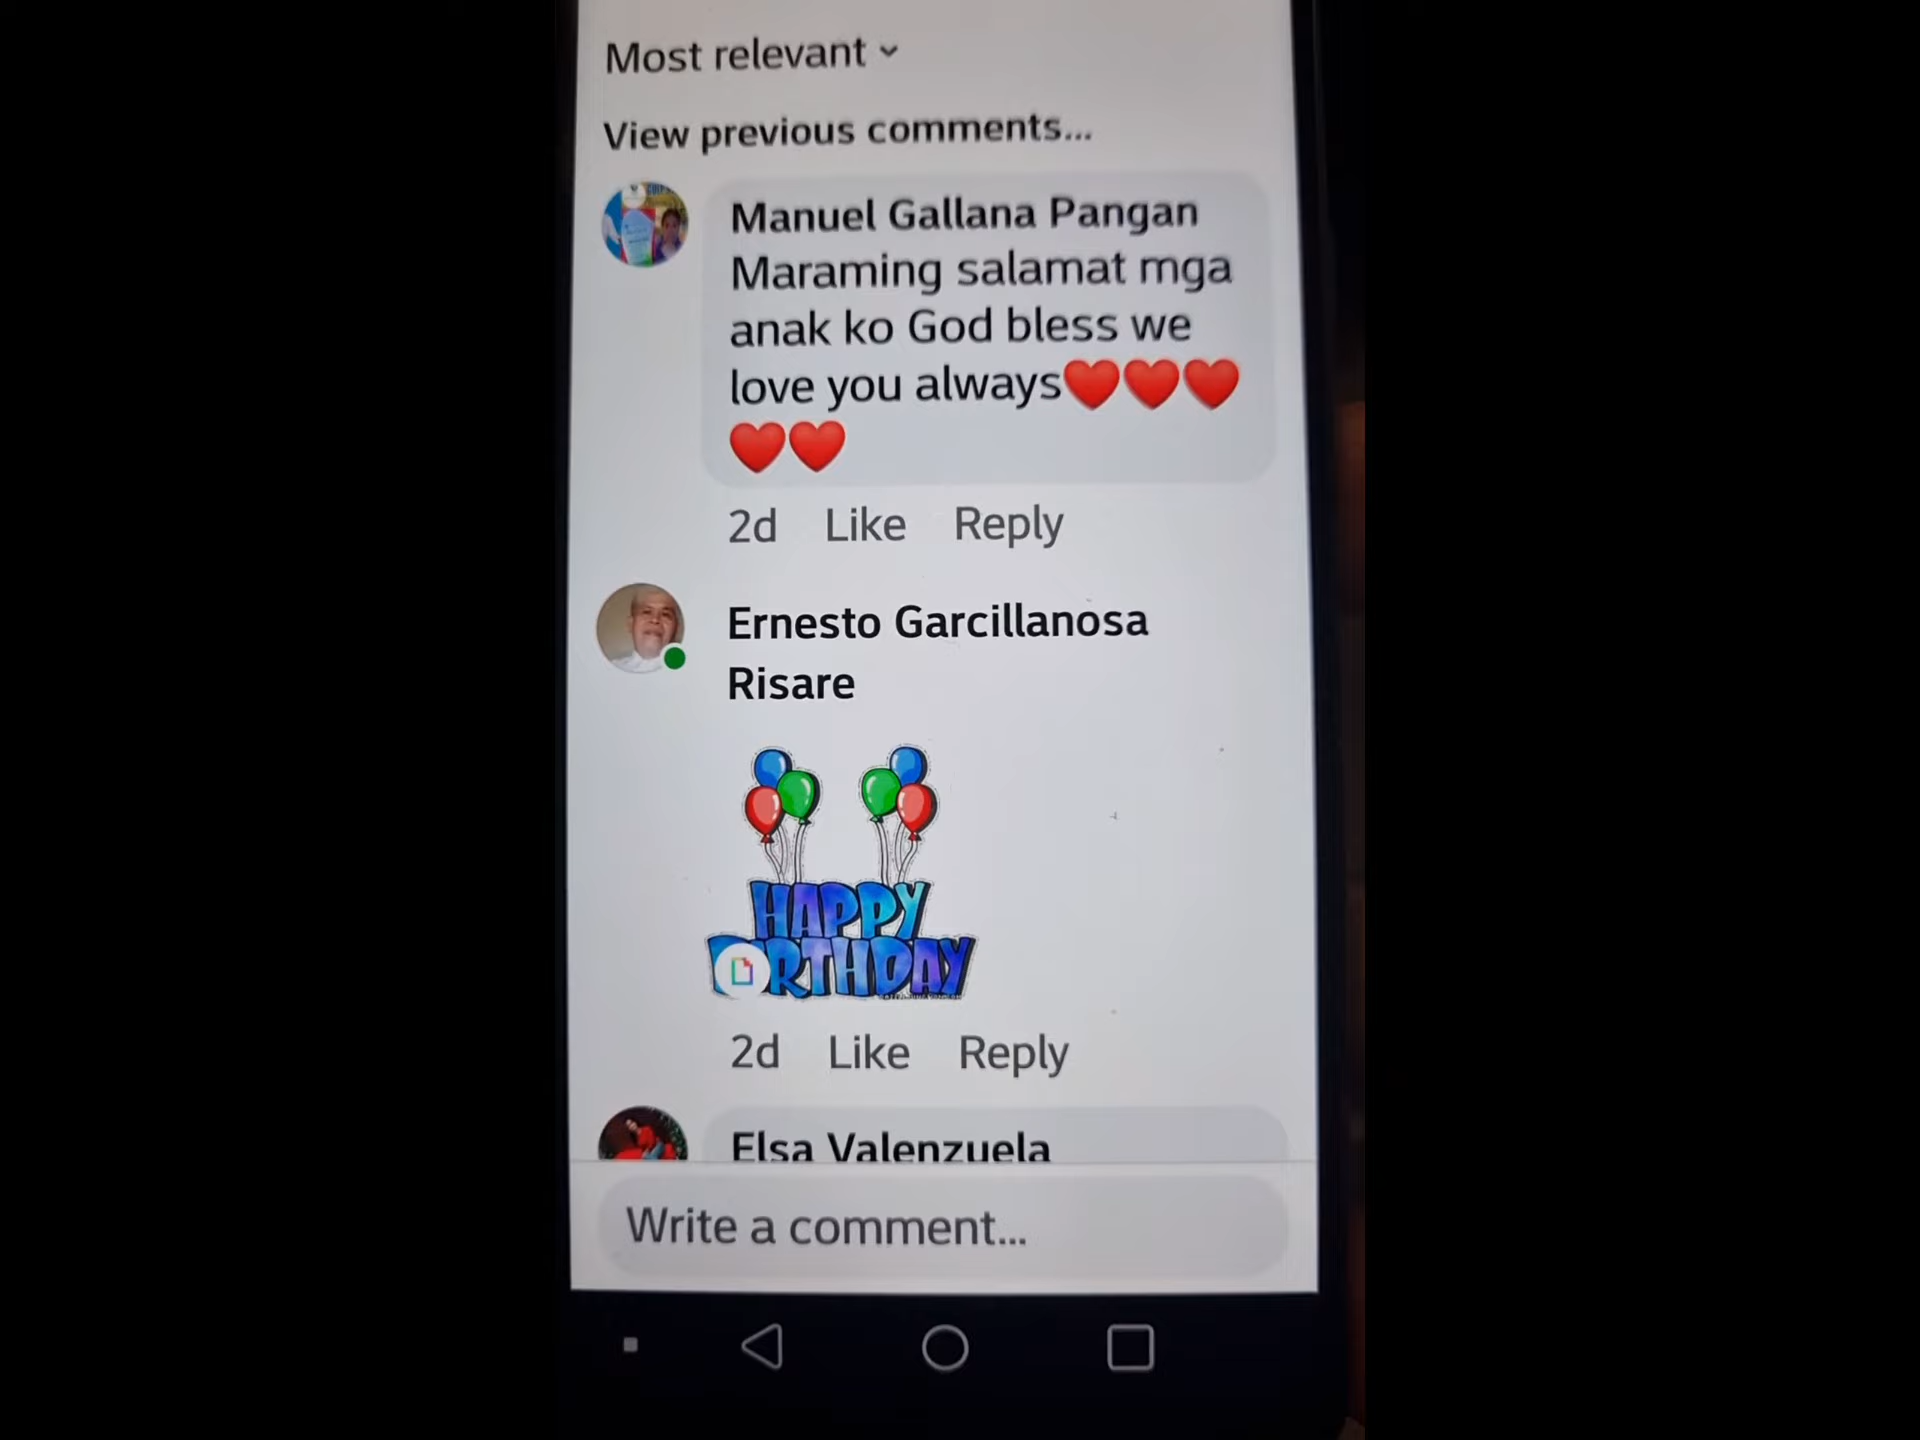 Most relevant
View previous comments...
Manuel Gallana Pangan
Maraming salamat mga
anak ko God bless we
love you always❤️❤️❤️
❤️❤️
2d Like Reply
Ernesto Garcillanosa
Risare
HAPPY
BIRTHDAY
2d Like Reply
Elsa Valenzuela
Write a comment...